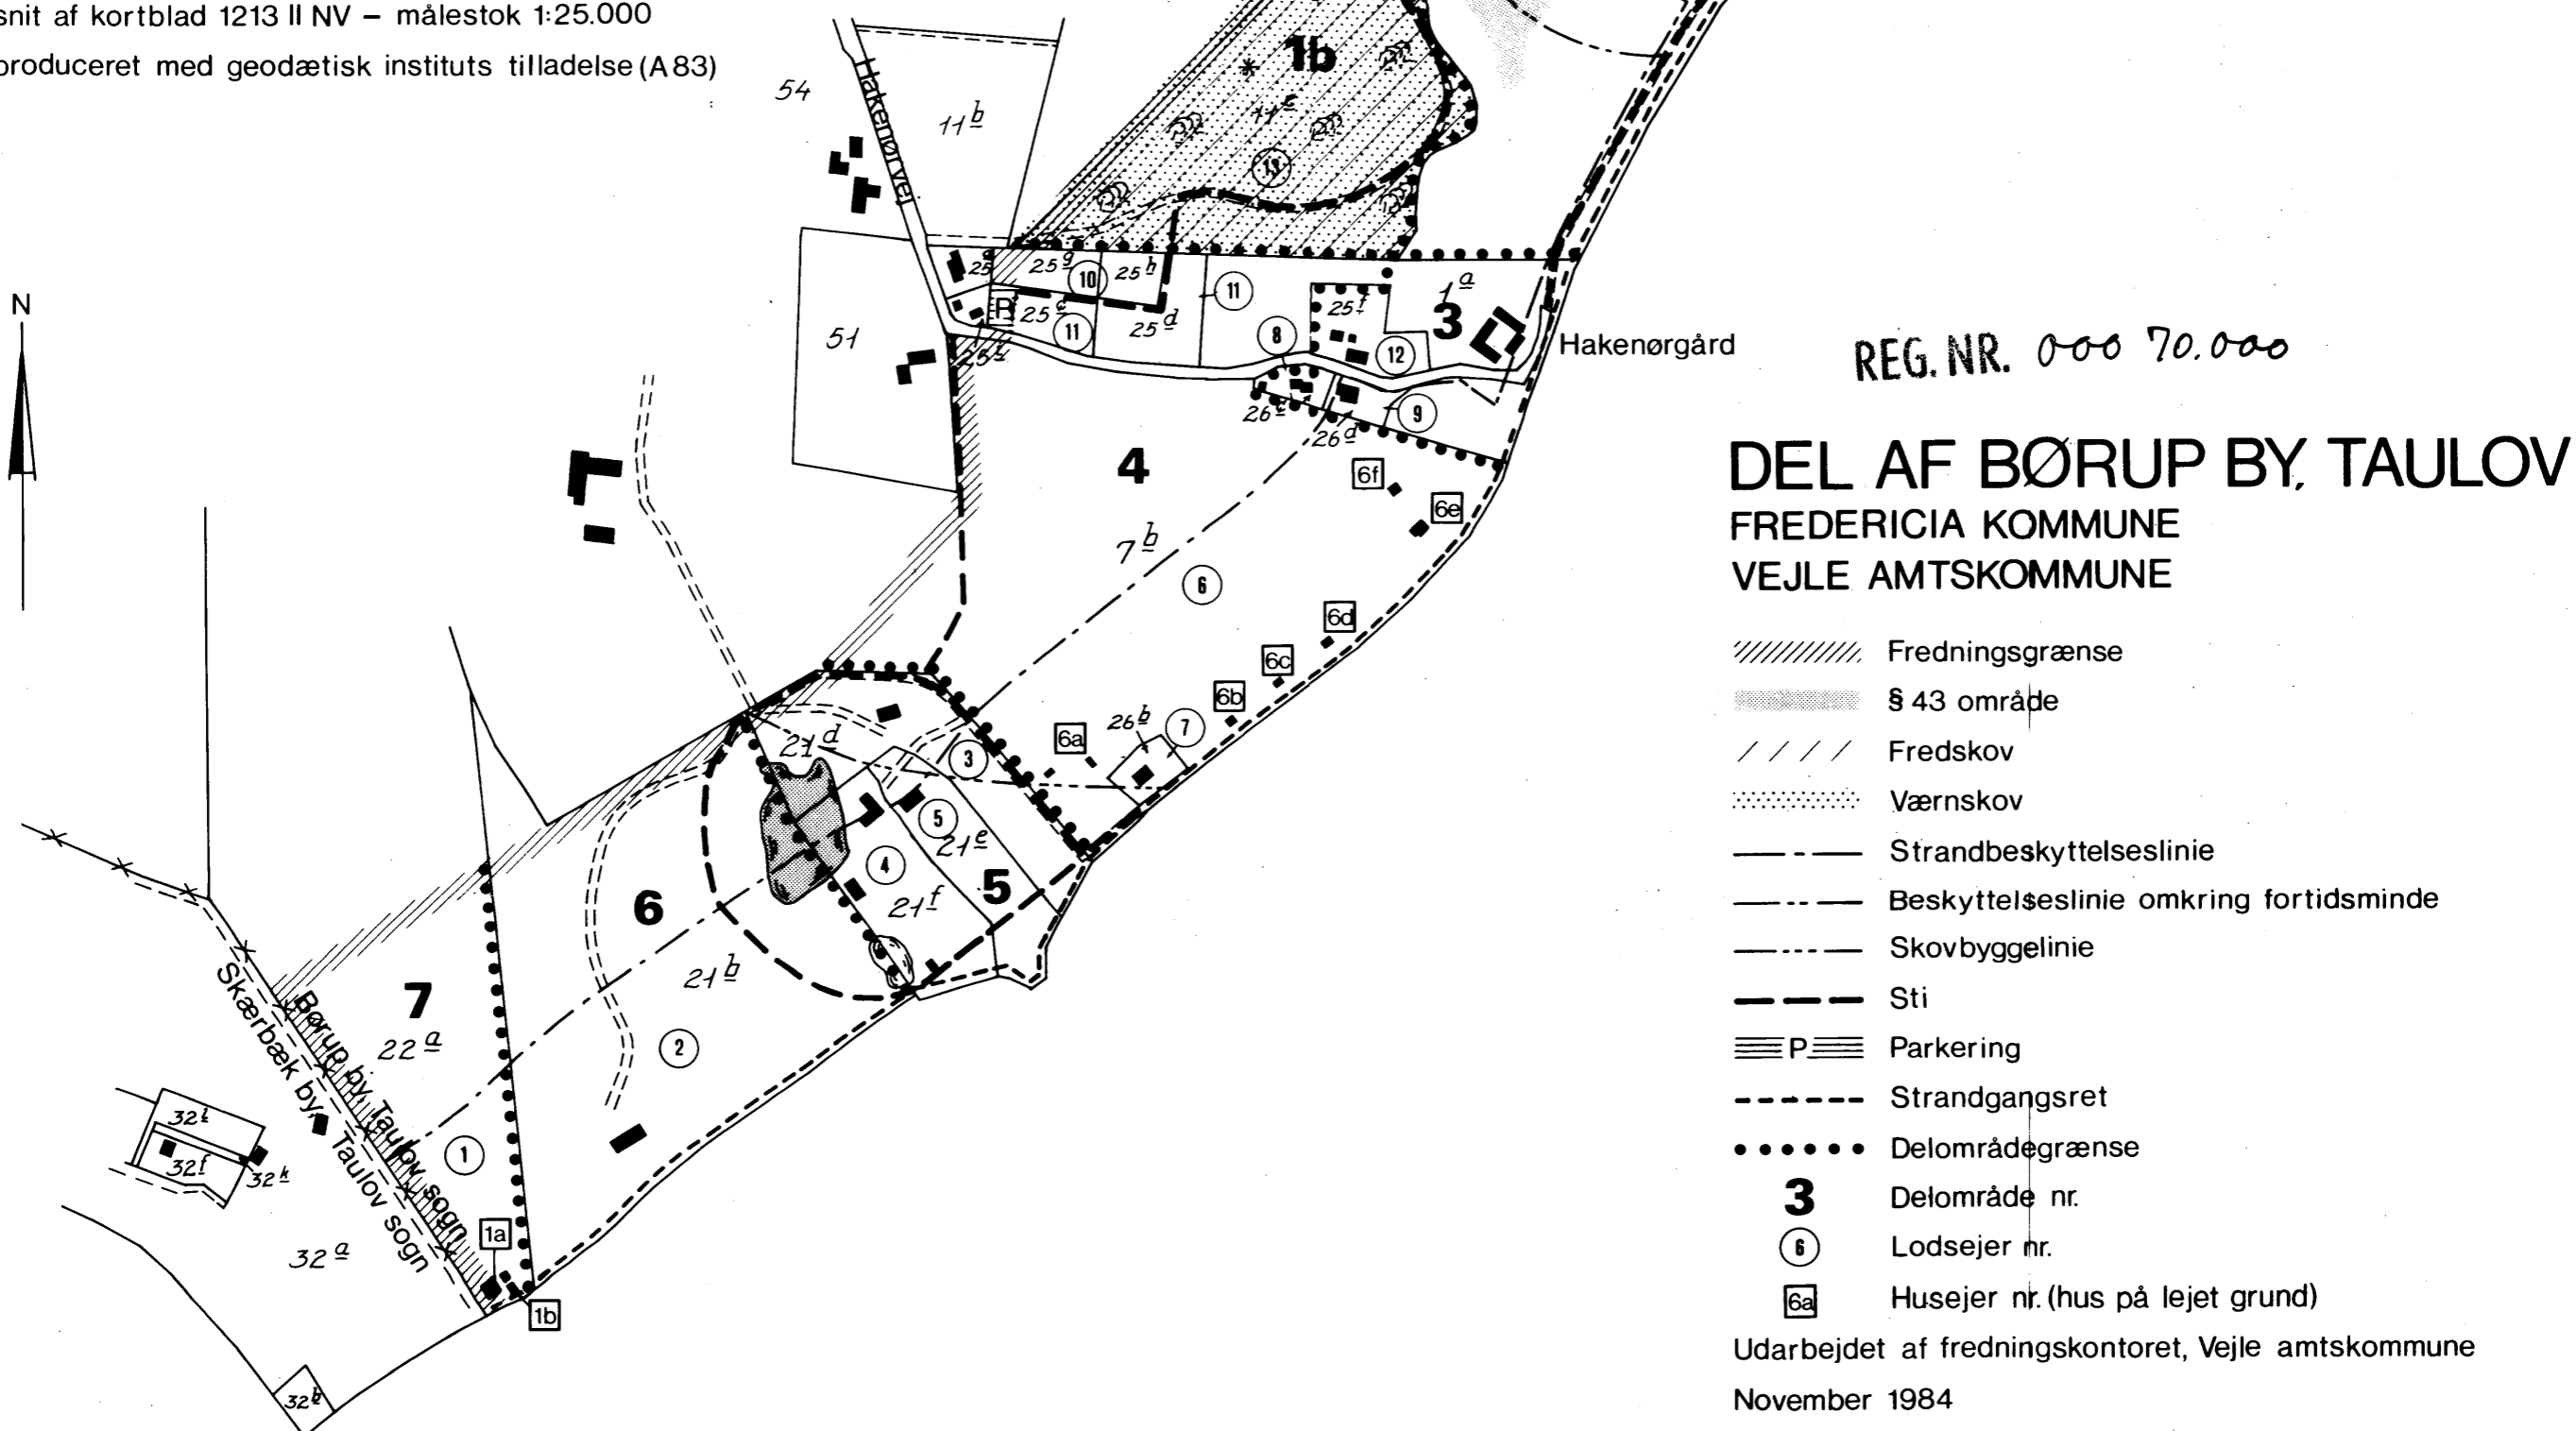 snit af kortblad 1213 II NV – målestok 1:25.000
produceret med geodætisk instituts tilladelse (A 83)
54
Hakenørvej
11b
1b
11c
13
N
25g
10
25h
11
25f
1a
3
P
25c
11
25d
8
12
51
25b
Hakenørgård
REG. NR. 000 70.000
26c
26d
9
4
6f
6e
DEL AF BØRUP BY, TAULOV
FREDERICIA KOMMUNE
VEJLE AMTSKOMMUNE
7b
6
6d
6c
6b
26b
7
6a
21d
3
5
21e
4
21f
5
6
21b
7
22a
2
1
Børup by, Taulov sogn
Skærbæk by, Taulov sogn
32l
32f
32k
32a
1a
1b
32b
Fredningsgrænse
§ 43 område
Fredskov
Værnskov
Strandbeskyttelseslinie
Beskyttelseslinie omkring fortidsminde
Skovbyggelinie
Sti
P Parkering
Strandgangsret
Delområdegrænse
3 Delområde nr.
6 Lodsejer nr.
6a Husejer nr. (hus på lejet grund)
Udarbejdet af fredningskontoret, Vejle amtskommune
November 1984